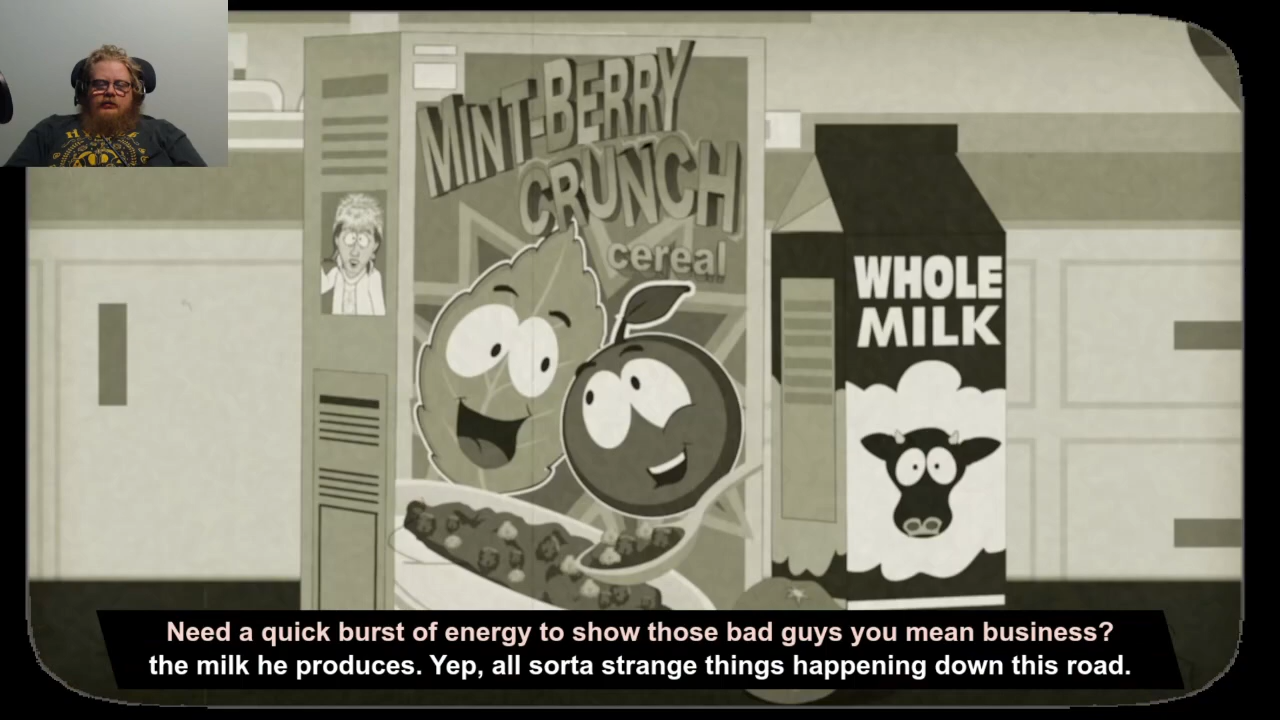 MINT-BERRY
CRUNCH
cereal
WHOLE
MILK
Need a quick burst of energy to show those bad guys you mean business?
the milk he produces. Yep, all sorta strange things happening down this road.